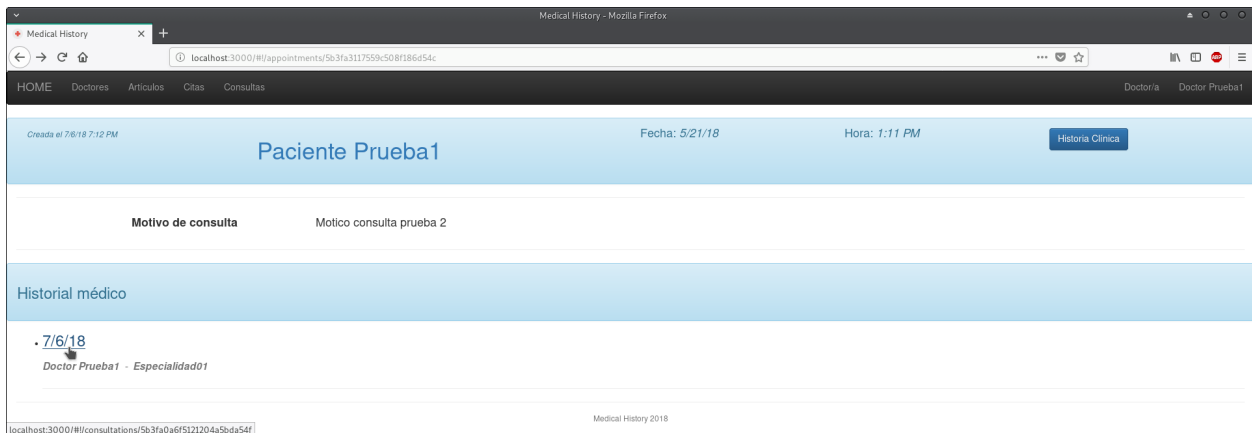 Medical History - Mozilla Firefox
Medical History
localhost:3000/#!/appointments/5b3fa3117559c508f186d54c
ABP
HOME Doctores Artículos Citas Consultas Doctor/a Doctor Prueba1
Creada el 7/6/18 7:12 PM
Paciente Prueba1
Fecha: 5/21/18
Hora: 1:11 PM
Historia Clinica
Motivo de consulta Motico consulta prueba 2
Historial médico
7/6/18
Doctor Prueba1 - Especialidad01
Medical History 2018
localhost:3000/#!/consultations/5b3fa0a6f5121204a5bda54f